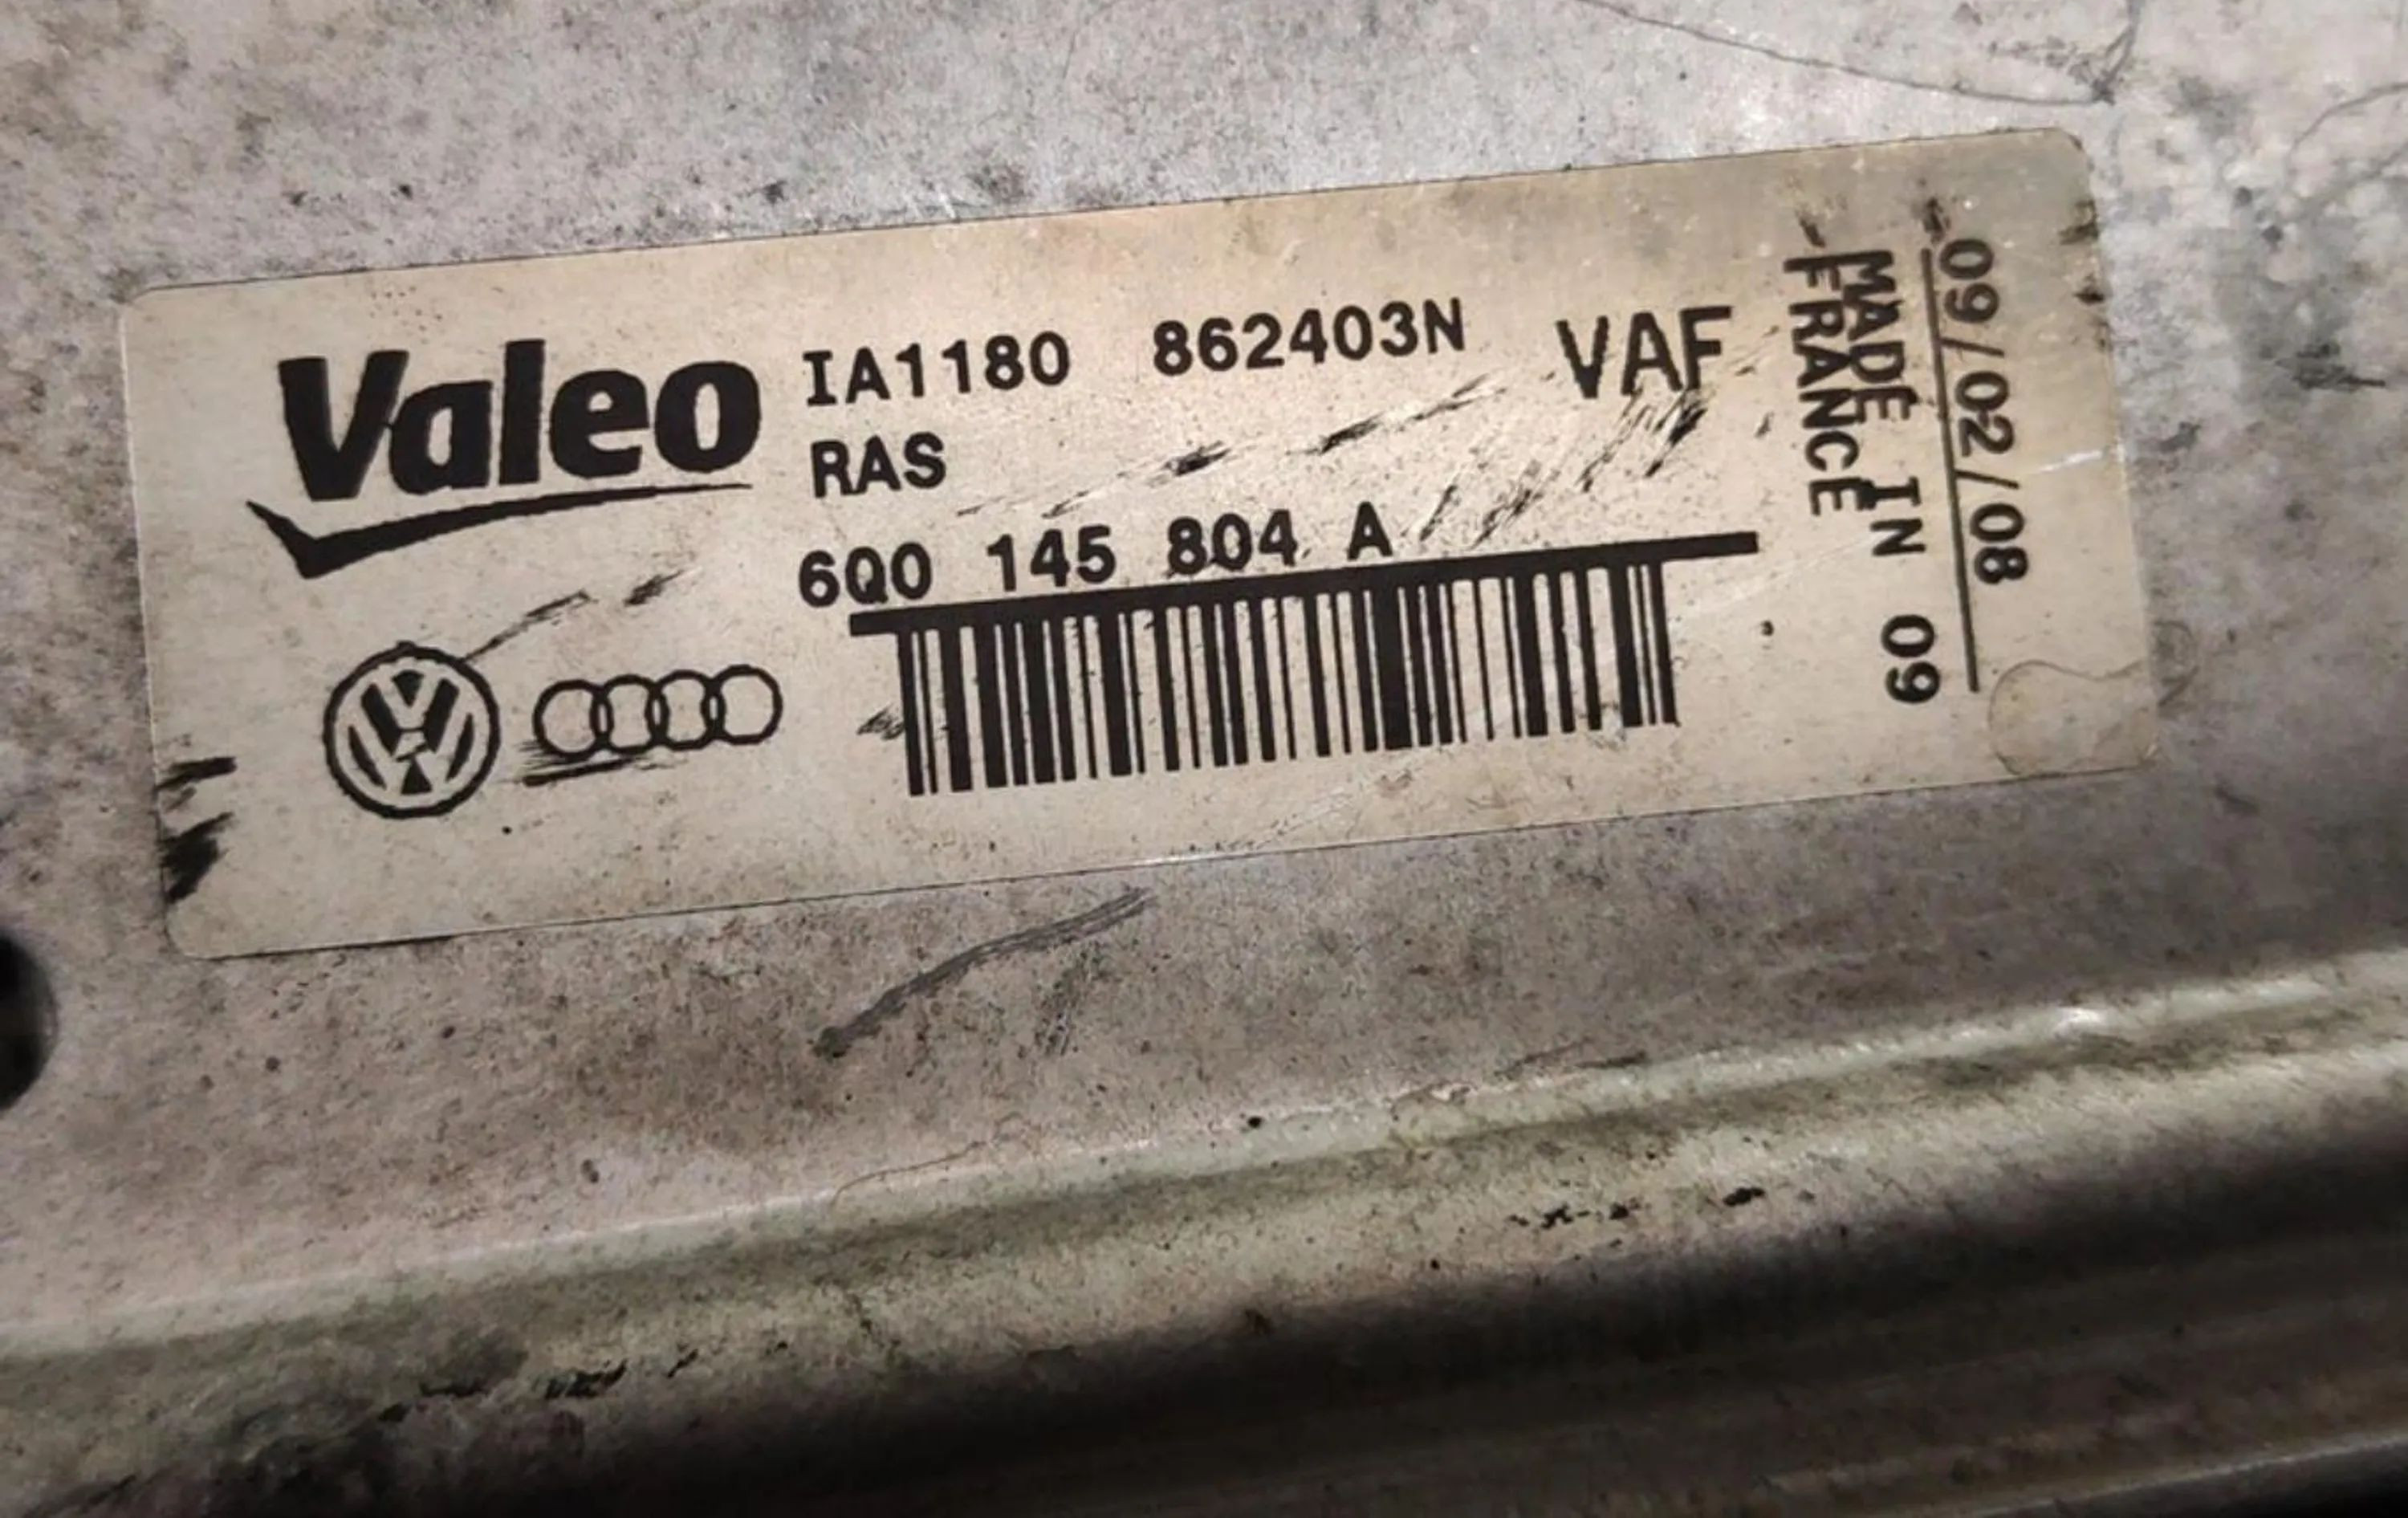 Valeo
IA1180 862403N VAF
RAS
6Q0 145 804 A
09/02/08
MADE IN 09
FRANCE